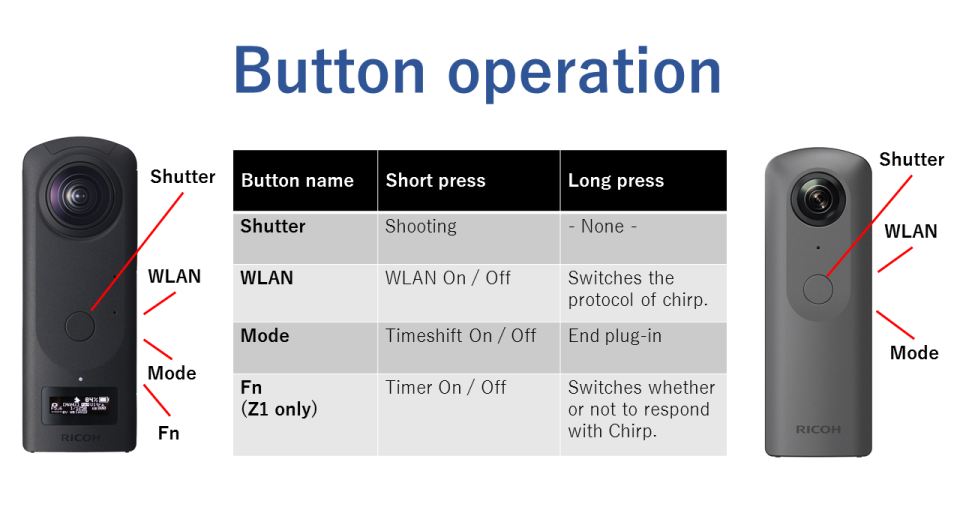 Button operation
Shutter
WLAN
Mode
Fn
84%
RICOH
Button name Short press Long press
Shutter Shooting - None -
WLAN WLAN On / Off Switches the
protocol of chirp.
Mode Timeshift On / Off End plug-in
Fn Timer On / Off Switches whether
(Z1 only) or not to respond
with Chirp.
Shutter
WLAN
Mode
RICOH